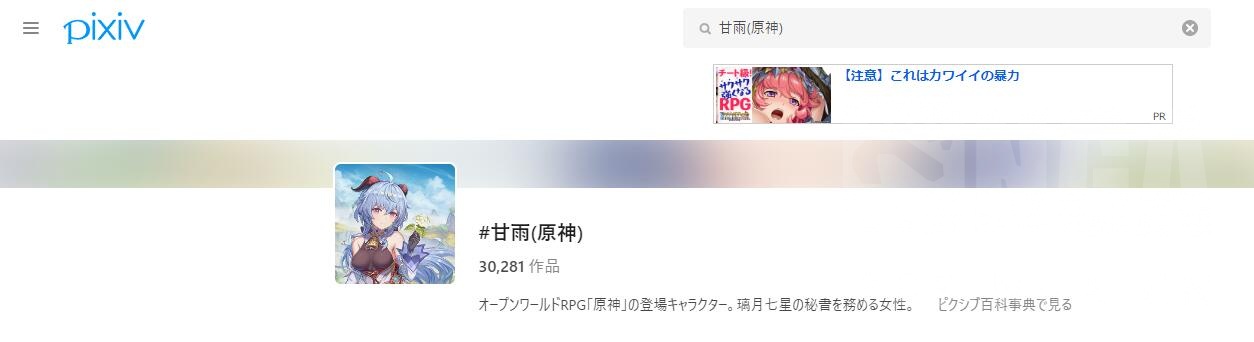 pixiv
甘雨(原神)
チート級!
サクサク
強くなる
RPG
【注意】これはカワイイの暴力
PR
#甘雨(原神)
30,281 作品
オープンワールドRPG「原神」の登場キャラクター。璃月七星の秘書を務める女性。 ピクシブ百科事典で見る